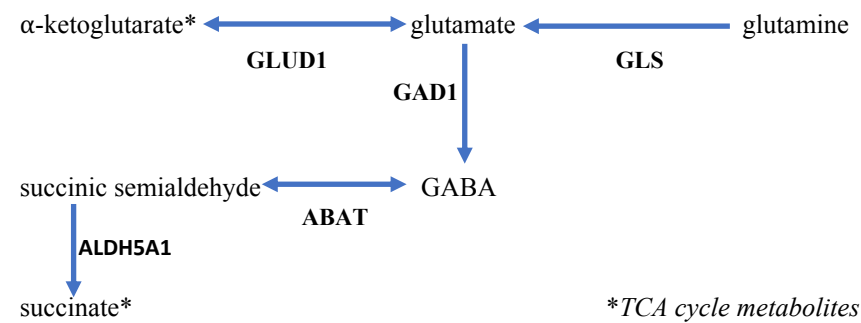 α-ketoglutarate* glutamate glutamine
GLUD1 GLS
GAD1
succinic semialdehyde GABA
ABAT
ALDH5A1
succinate* *TCA cycle metabolites